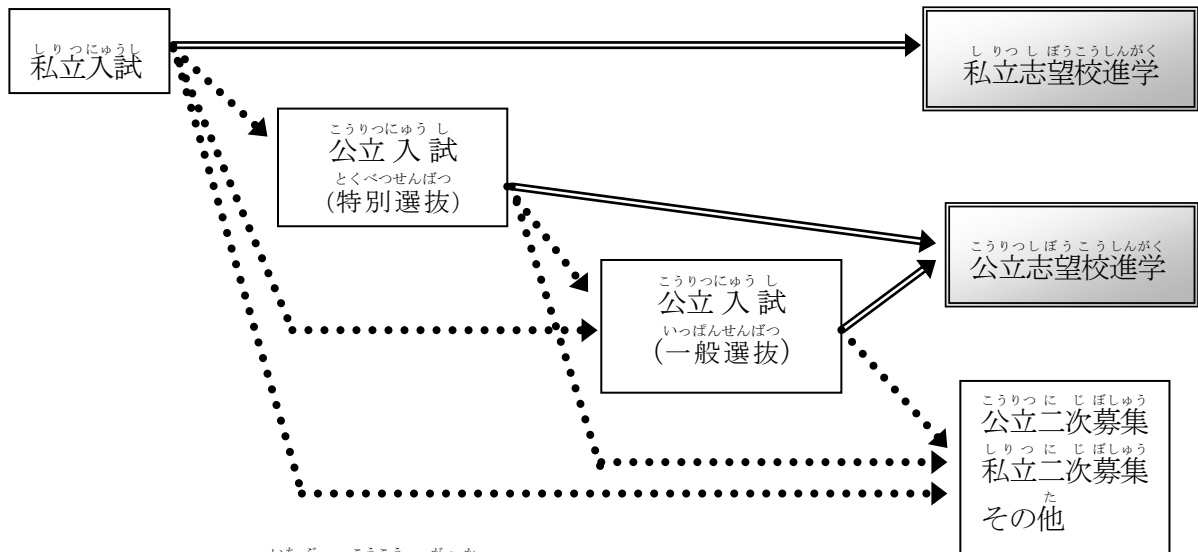 しりつにゅうし
私立入試
しりつしぼうこうしんがく
私立志望校進学
こうりつにゅうし
公立入試
とくべつせんばつ
(特別選抜)
こうりつしぼうこうしんがく
公立志望校進学
こうりつにゅうし
公立入試
いっぱんせんばつ
(一般選抜)
こうりつにじぼしゅう
公立二次募集
しりつにじぼしゅう
私立二次募集
た
その他